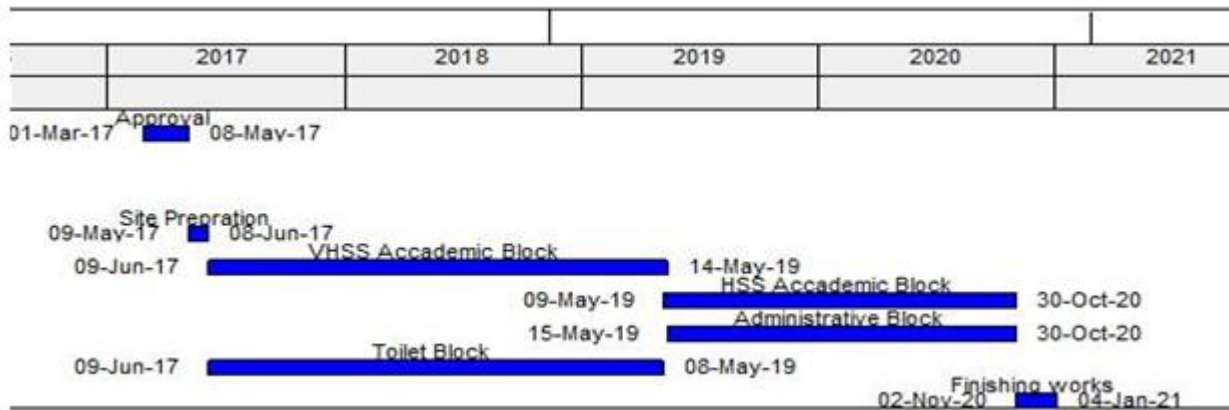 2017 2018 2019 2020 2021
Approval
01-Mar-17 08-May-17
Site Prepration
09-May-17 08-Jun-17
VHSS Accademic Block
09-Jun-17 14-May-19
HSS Accademic Block
09-May-19 30-Oct-20
Administrative Block
15-May-19 30-Oct-20
Toilet Block
09-Jun-17 08-May-19
Finishing works
02-Nov-20 04-Jan-21